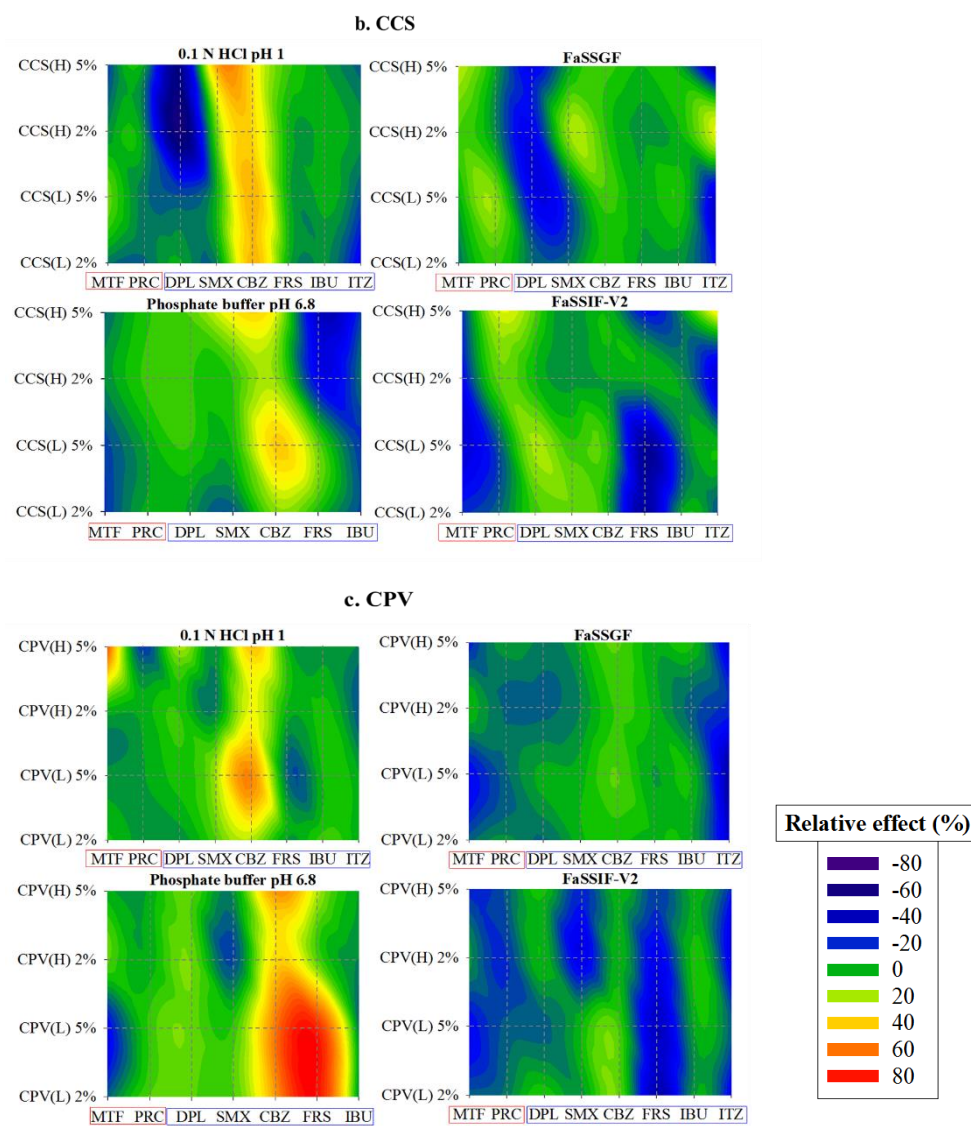 b. CCS
0.1 N HCl pH 1
CCS(H) 5%
CCS(H) 2%
CCS(L) 5%
CCS(L) 2%
MTF PRC DPL SMX CBZ FRS IBU ITZ
FaSSGF
CCS(H) 5%
CCS(H) 2%
CCS(L) 5%
CCS(L) 2%
MTF PRC DPL SMX CBZ FRS IBU ITZ
Phosphate buffer pH 6.8
CCS(H) 5%
CCS(H) 2%
CCS(L) 5%
CCS(L) 2%
MTF PRC DPL SMX CBZ FRS IBU
FaSSIF-V2
CCS(H) 5%
CCS(H) 2%
CCS(L) 5%
CCS(L) 2%
MTF PRC DPL SMX CBZ FRS IBU ITZ
c. CPV
0.1 N HCl pH 1
CPV(H) 5%
CPV(H) 2%
CPV(L) 5%
CPV(L) 2%
MTF PRC DPL SMX CBZ FRS IBU ITZ
FaSSGF
CPV(H) 5%
CPV(H) 2%
CPV(L) 5%
CPV(L) 2%
MTF PRC DPL SMX CBZ FRS IBU ITZ
Phosphate buffer pH 6.8
CPV(H) 5%
CPV(H) 2%
CPV(L) 5%
CPV(L) 2%
MTF PRC DPL SMX CBZ FRS IBU
FaSSIF-V2
CPV(H) 5%
CPV(H) 2%
CPV(L) 5%
CPV(L) 2%
MTF PRC DPL SMX CBZ FRS IBU ITZ
Relative effect (%)
-80
-60
-40
-20
0
20
40
60
80